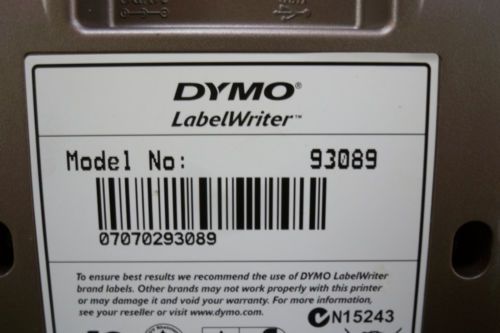 DYMO®
LabelWriter™
Model No: 93089
07070293089
To ensure best results we recommend the use of DYMO LabelWriter
brand labels. Other brands may not work properly with this printer
or may damage it and void your warranty. For more information,
see your reseller or visit www.dymo.com.
N15243